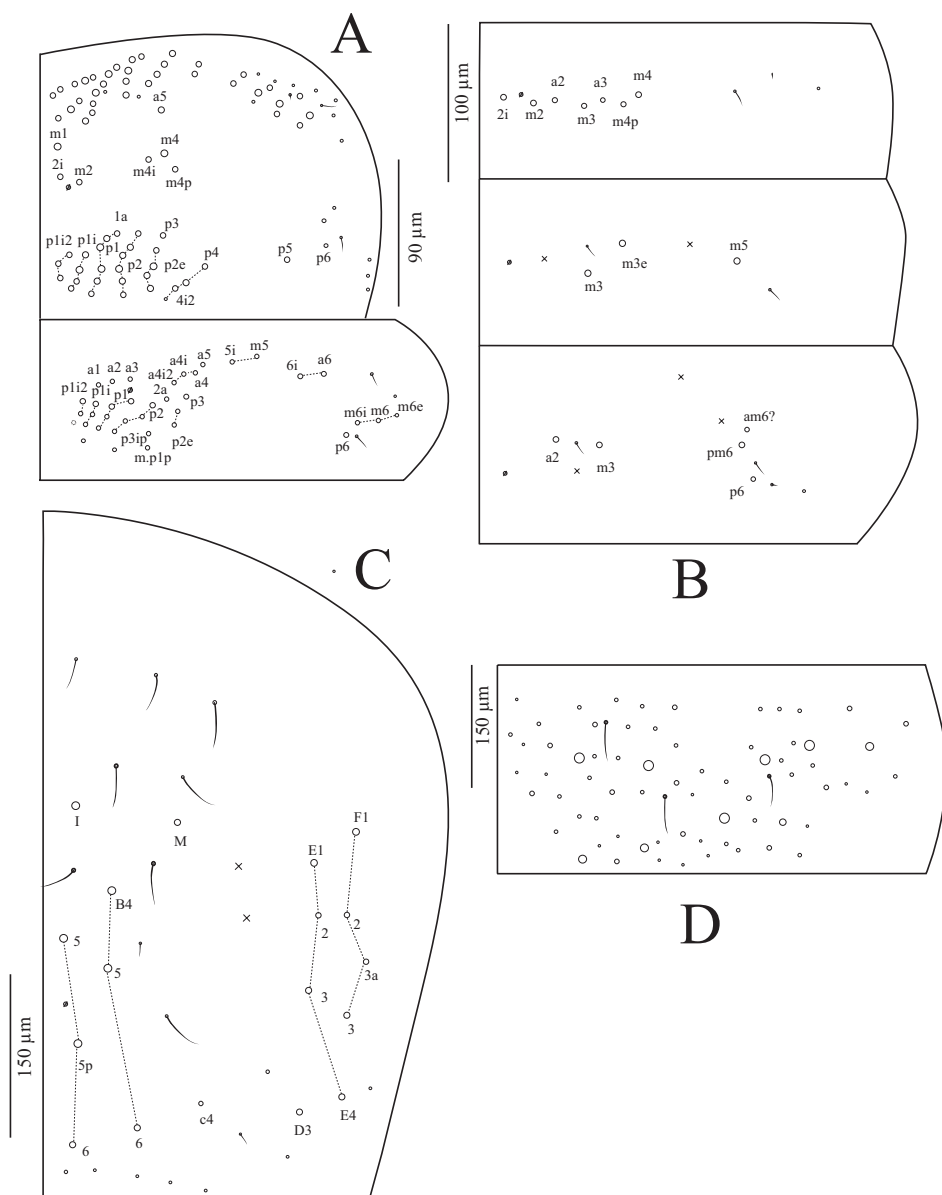 A
a5
m1
m4
2i m2 m4i m4p
1a p3
p1i2 p1i p1 p4 p5 p6
p2 p2e
4i2
90 µm
5i m5
a4i a5
a1 a2 a3 a4i2 a4 6i a6
p1i2 p1i p1 2a p3
p2 m6i m6 m6e
p3ip p2e p6
m.p1p
100 µm
a2 a3 m4
2i m2 m3 m4p
m3e m5
m3
am6?
a2 m3 pm6
p6
B
C
I M F1
E1
B4
5 2 2
5 3 3a
3
5p
c4 D3 E4
6 6
150 µm
150 µm
D